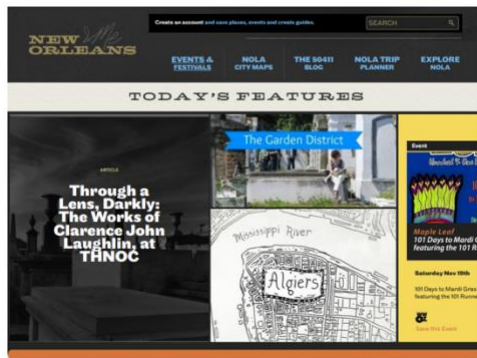 NEW & Me
ORLEANS
Create an account and save places, events and create guides.
SEARCH
EVENTS &
FESTIVALS
NOLA
CITY MAPS
THE 50411
BLOG
NOLA TRIP
PLANNER
EXPLORE
NOLA
TODAY'S FEATURES
ARTICLE
Through a
Lens, Darkly:
The Works of
Clarence John
Laughlin, at
THNOC
The Garden District
Mississippi River
Algiers
Event
Maple Leaf
101 Days to Mardi G
featuring the 101 R
Saturday Nov 19th
101 Days to Mardi Gras
featuring the 101 Runne
Save this Event